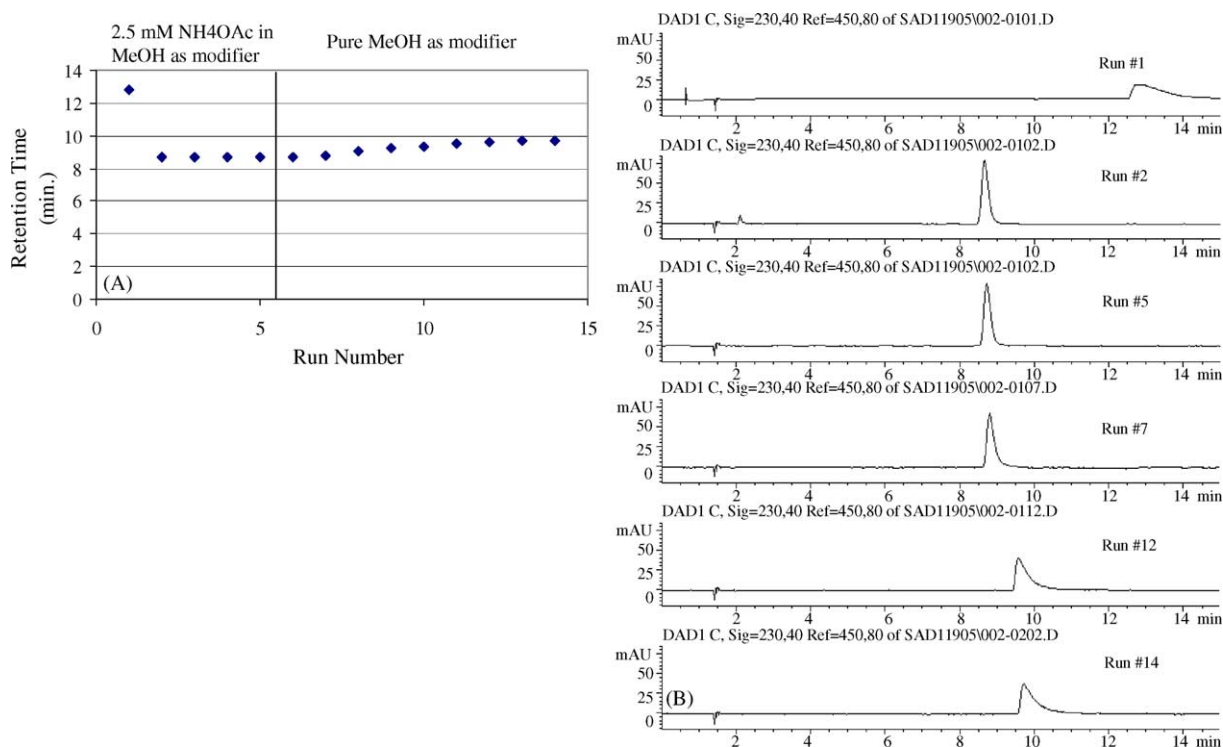 2.5 mM NH4OAc in
MeOH as modifier
Pure MeOH as modifier
14
12
10
8
6
4
2
0
Retention Time
(min.)
(A)
0
5
10
15
Run Number
DAD1 C, Sig=230,40 Ref=450,80 of SAD11905\002-0101.D
mAU
50
25
0
Run #1
2 4 6 8 10 12 14 min
DAD1 C, Sig=230,40 Ref=450,80 of SAD11905\002-0102.D
mAU
50
25
0
Run #2
2 4 6 8 10 12 14 min
DAD1 C, Sig=230,40 Ref=450,80 of SAD11905\002-0102.D
mAU
50
25
0
Run #5
2 4 6 8 10 12 14 min
DAD1 C, Sig=230,40 Ref=450,80 of SAD11905\002-0107.D
mAU
50
25
0
Run #7
2 4 6 8 10 12 14 min
DAD1 C, Sig=230,40 Ref=450,80 of SAD11905\002-0112.D
mAU
50
25
0
Run #12
2 4 6 8 10 12 14 min
DAD1 C, Sig=230,40 Ref=450,80 of SAD11905\002-0202.D
mAU
50
25
0
Run #14
(B)
2 4 6 8 10 12 14 min